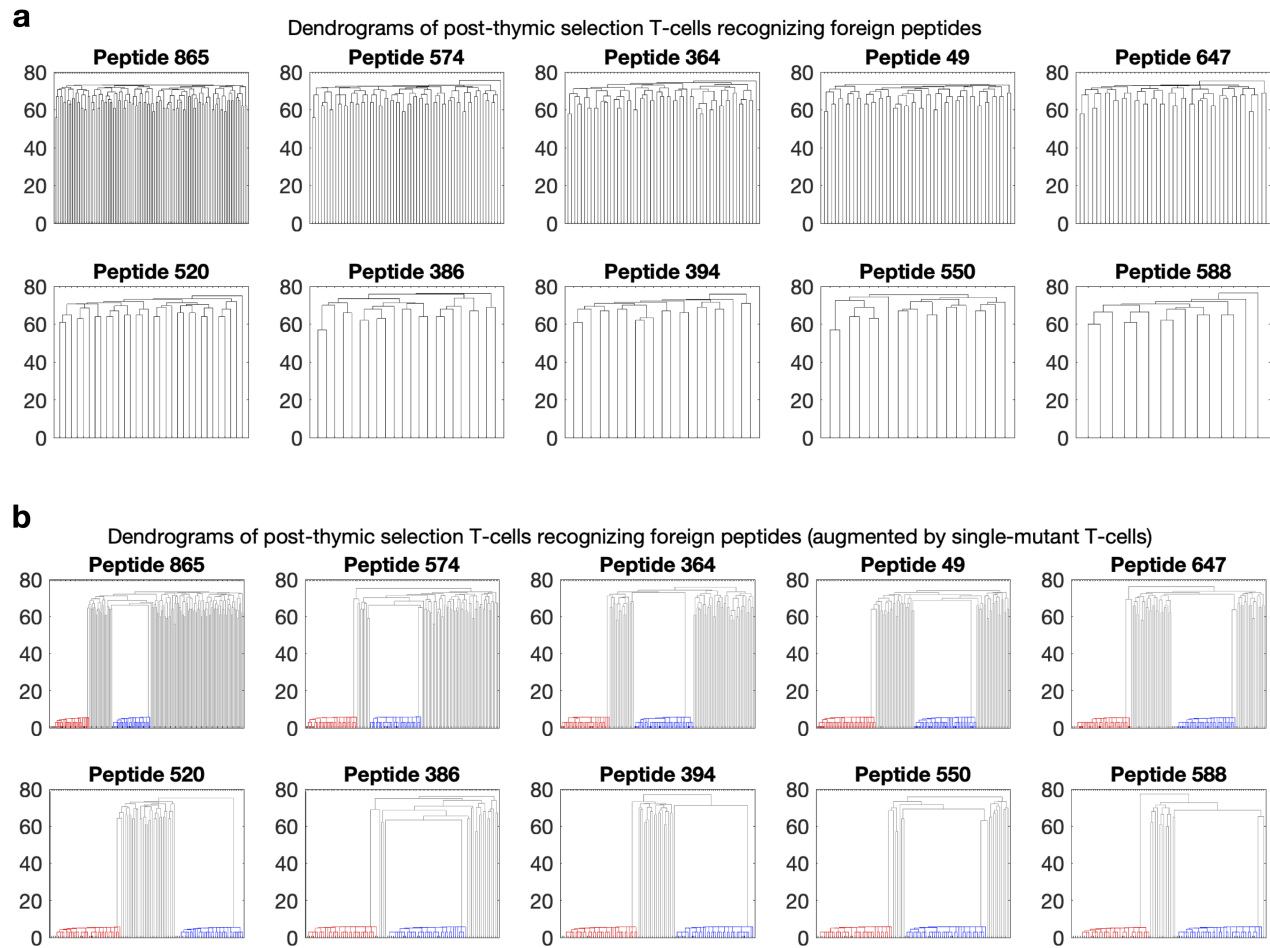 a
Dendrograms of post-thymic selection T-cells recognizing foreign peptides
Peptide 865 Peptide 574 Peptide 364 Peptide 49 Peptide 647
80 80 80 80 80
60 60 60 60 60
40 40 40 40 40
20 20 20 20 20
0 0 0 0 0
Peptide 520 Peptide 386 Peptide 394 Peptide 550 Peptide 588
80 80 80 80 80
60 60 60 60 60
40 40 40 40 40
20 20 20 20 20
0 0 0 0 0
b
Dendrograms of post-thymic selection T-cells recognizing foreign peptides (augmented by single-mutant T-cells)
Peptide 865 Peptide 574 Peptide 364 Peptide 49 Peptide 647
80 80 80 80 80
60 60 60 60 60
40 40 40 40 40
20 20 20 20 20
0 0 0 0 0
Peptide 520 Peptide 386 Peptide 394 Peptide 550 Peptide 588
80 80 80 80 80
60 60 60 60 60
40 40 40 40 40
20 20 20 20 20
0 0 0 0 0